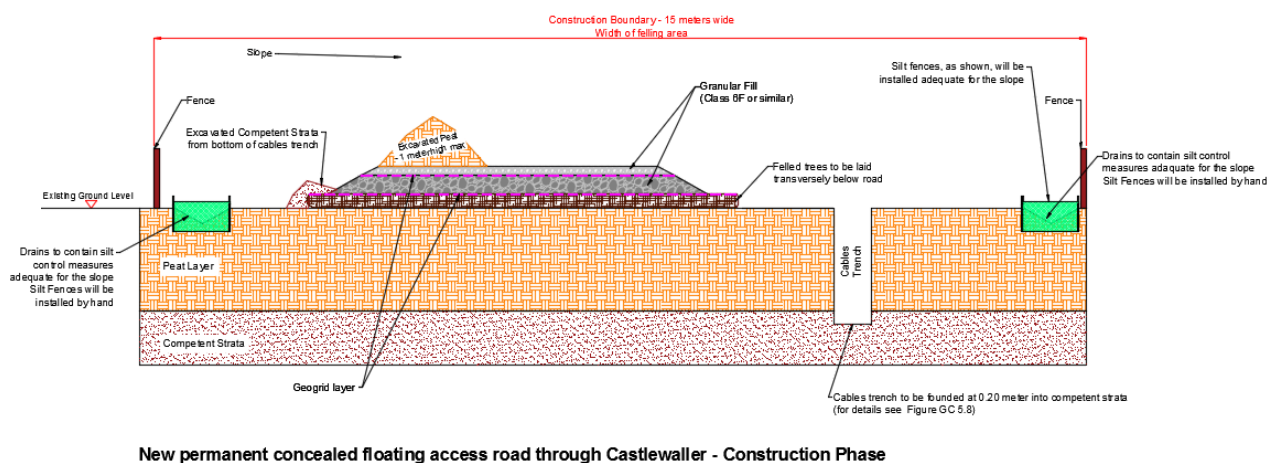 Construction Boundary - 15 meters wide
Width of felling area
Slope
Silt fences, as shown, will be
installed adequate for the slope
Fence
Granular Fill
(Class 6F or similar)
Fence
Excavated Competent Strata
from bottom of cables trench
Excavated Peat
- 1 meter high max
Felled trees to be laid
transversely below road
Drains to contain silt control
measures adequate for the slope
Silt Fences will be installed by hand
Existing Ground Level
Drains to contain silt
control measures
adequate for the slope
Silt Fences will be
installed by hand
Peat Layer
Cables
Trench
Competent Strata
Geogrid layer
Cables trench to be founded at 0.20 meter into competent strata
(for details see Figure GC 5.8)
New permanent concealed floating access road through Castlewaller - Construction Phase